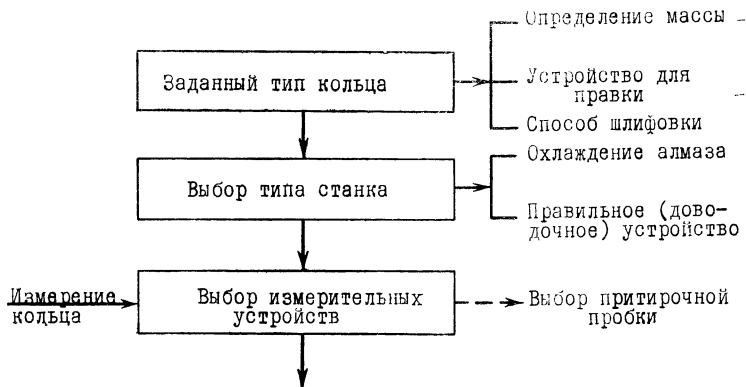 Определение массы
Заданный тип кольца
Устройство для
правки
Способ шлифовки
Выбор типа станка
Охлаждение алмаза
Правильное (дово-
дочное) устройство
Измерение
кольца
Выбор измерительных
устройств
Выбор притирочной
пробки